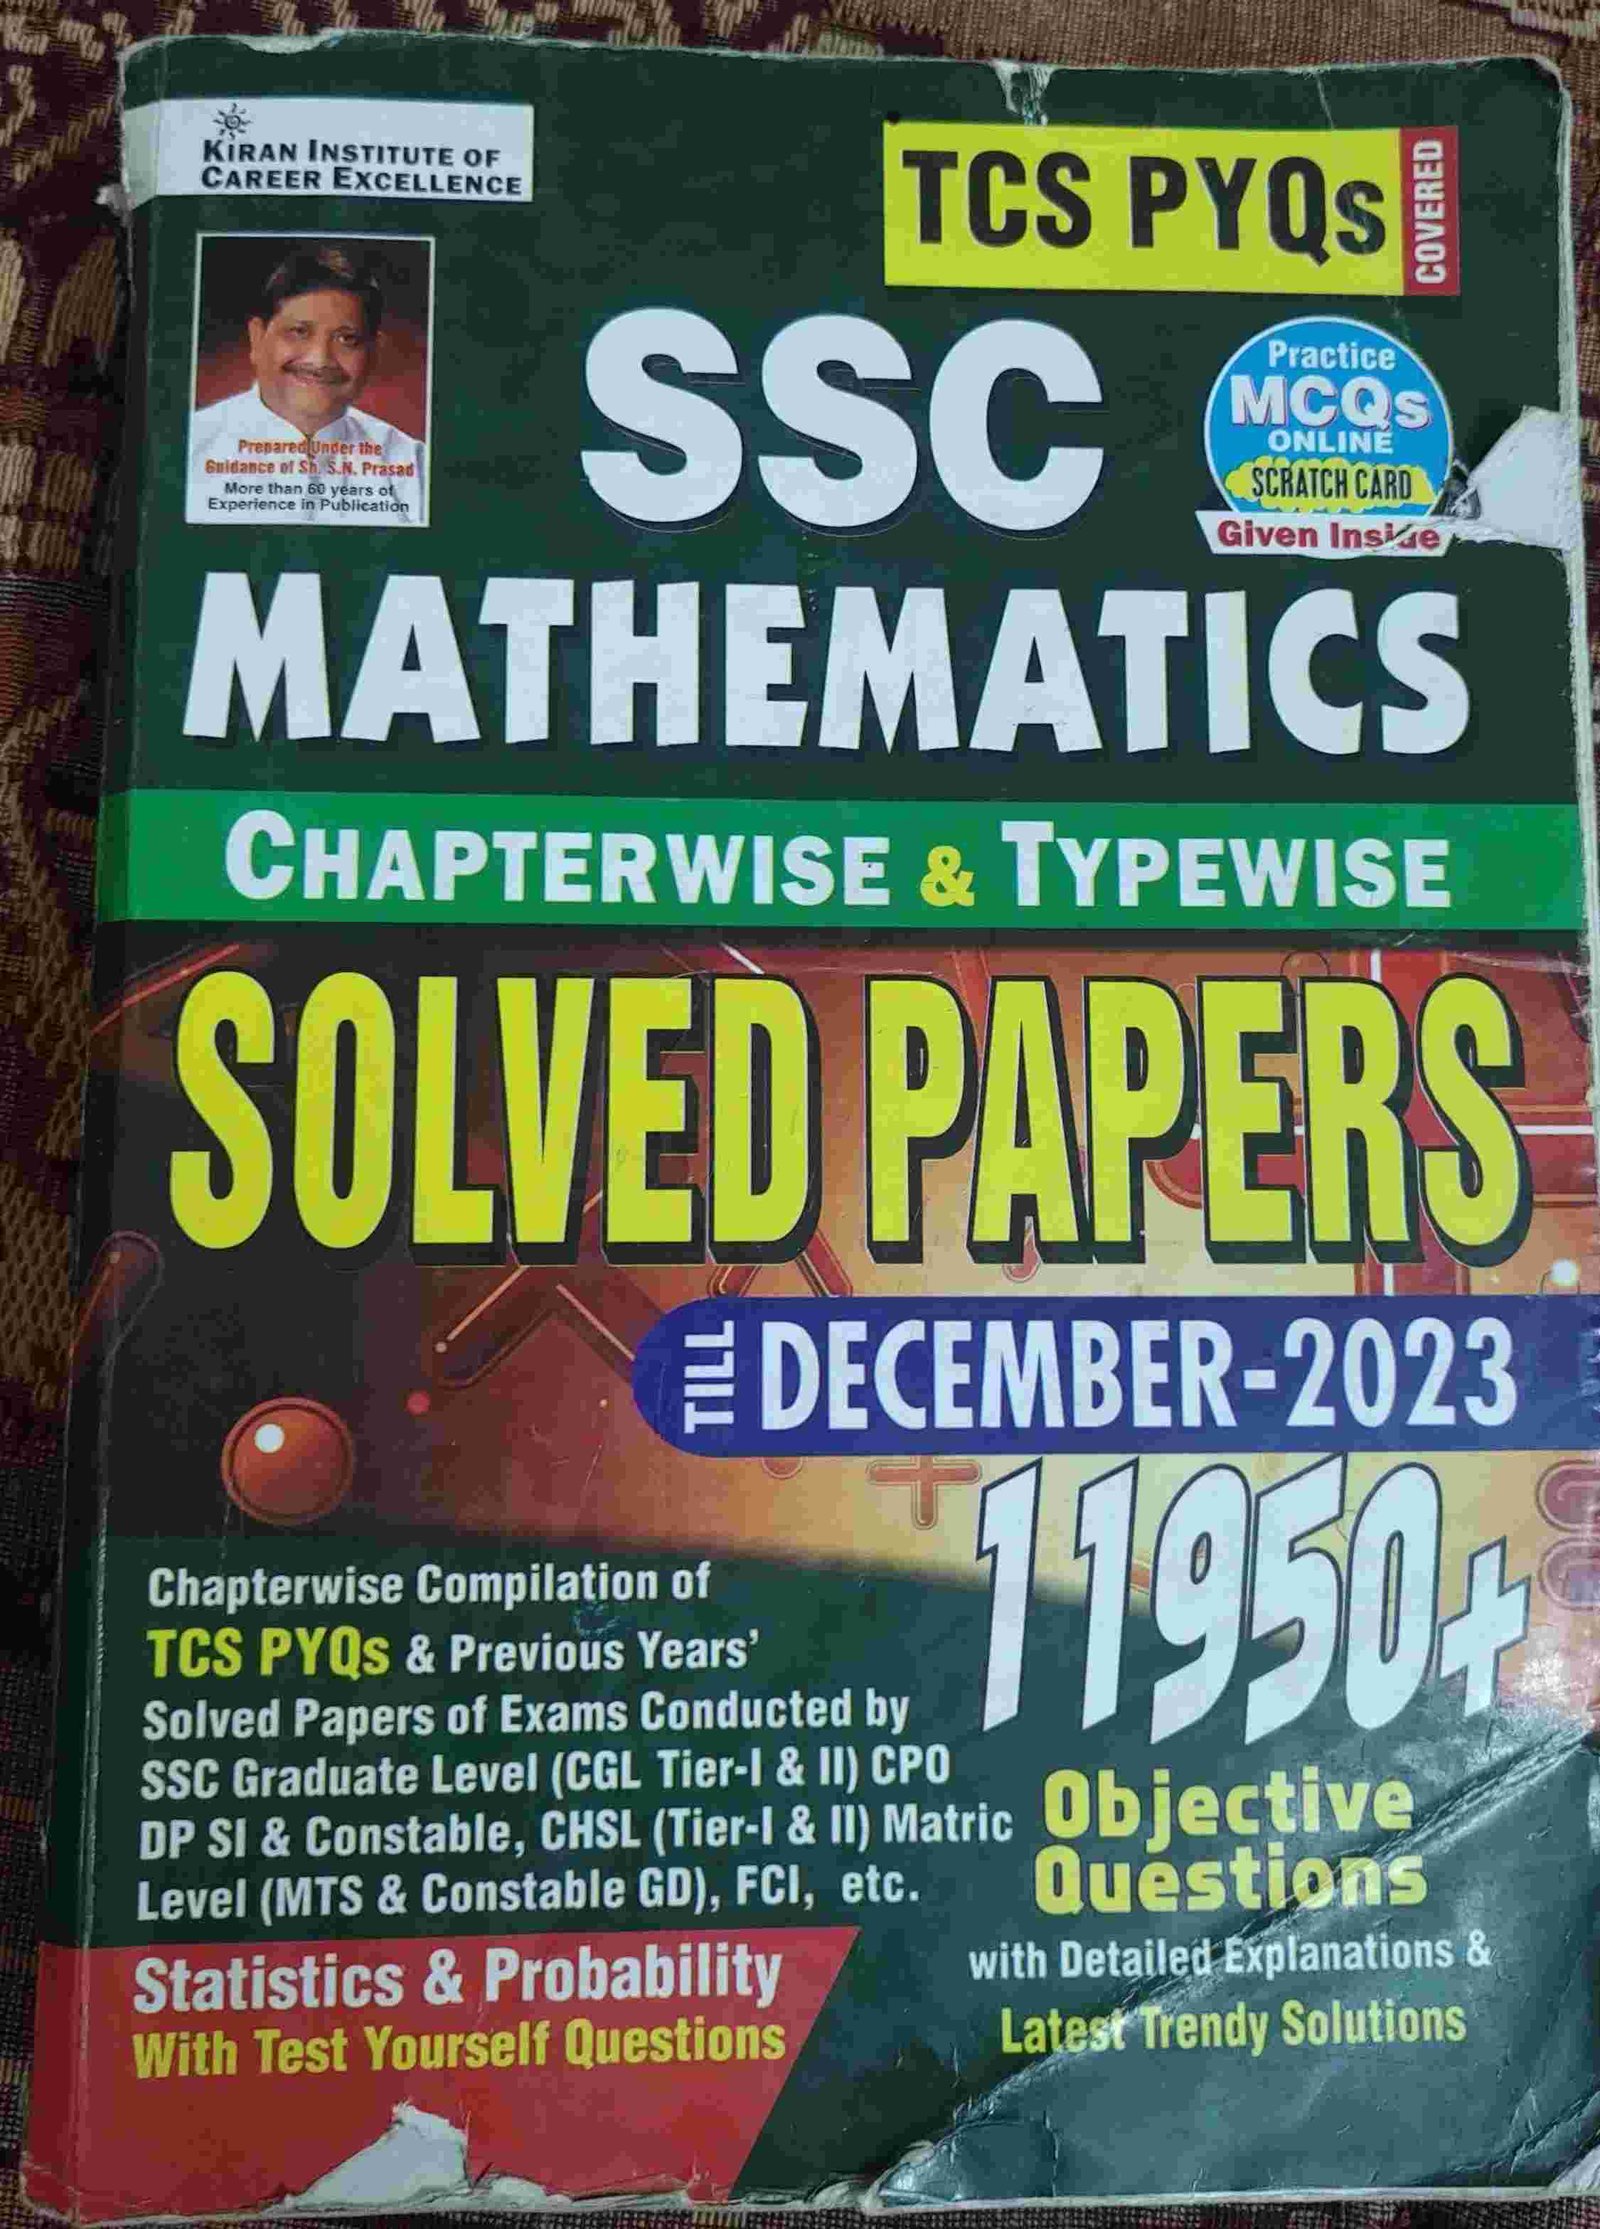 KIRAN INSTITUTE OF
CAREER EXCELLENCE
TCS PYQs
COVERED
Prepared Under the
Guidance of Sh. S.N. Prasad
More than 60 years of
Experience in Publication
SSC
Practice
MCQs
ONLINE
SCRATCH CARD
Given Inside
MATHEMATICS
CHAPTERWISE & TYPEWISE
SOLVED PAPERS
TILL DECEMBER-2023
11950+
Objective
Questions
with Detailed Explanations &
Latest Trendy Solutions
Chapterwise Compilation of
TCS PYQs & Previous Years'
Solved Papers of Exams Conducted by
SSC Graduate Level (CGL Tier-I & II) CPO
DP SI & Constable, CHSL (Tier-I & II) Matric
Level (MTS & Constable GD), FCI, etc.
Statistics & Probability
With Test Yourself Questions